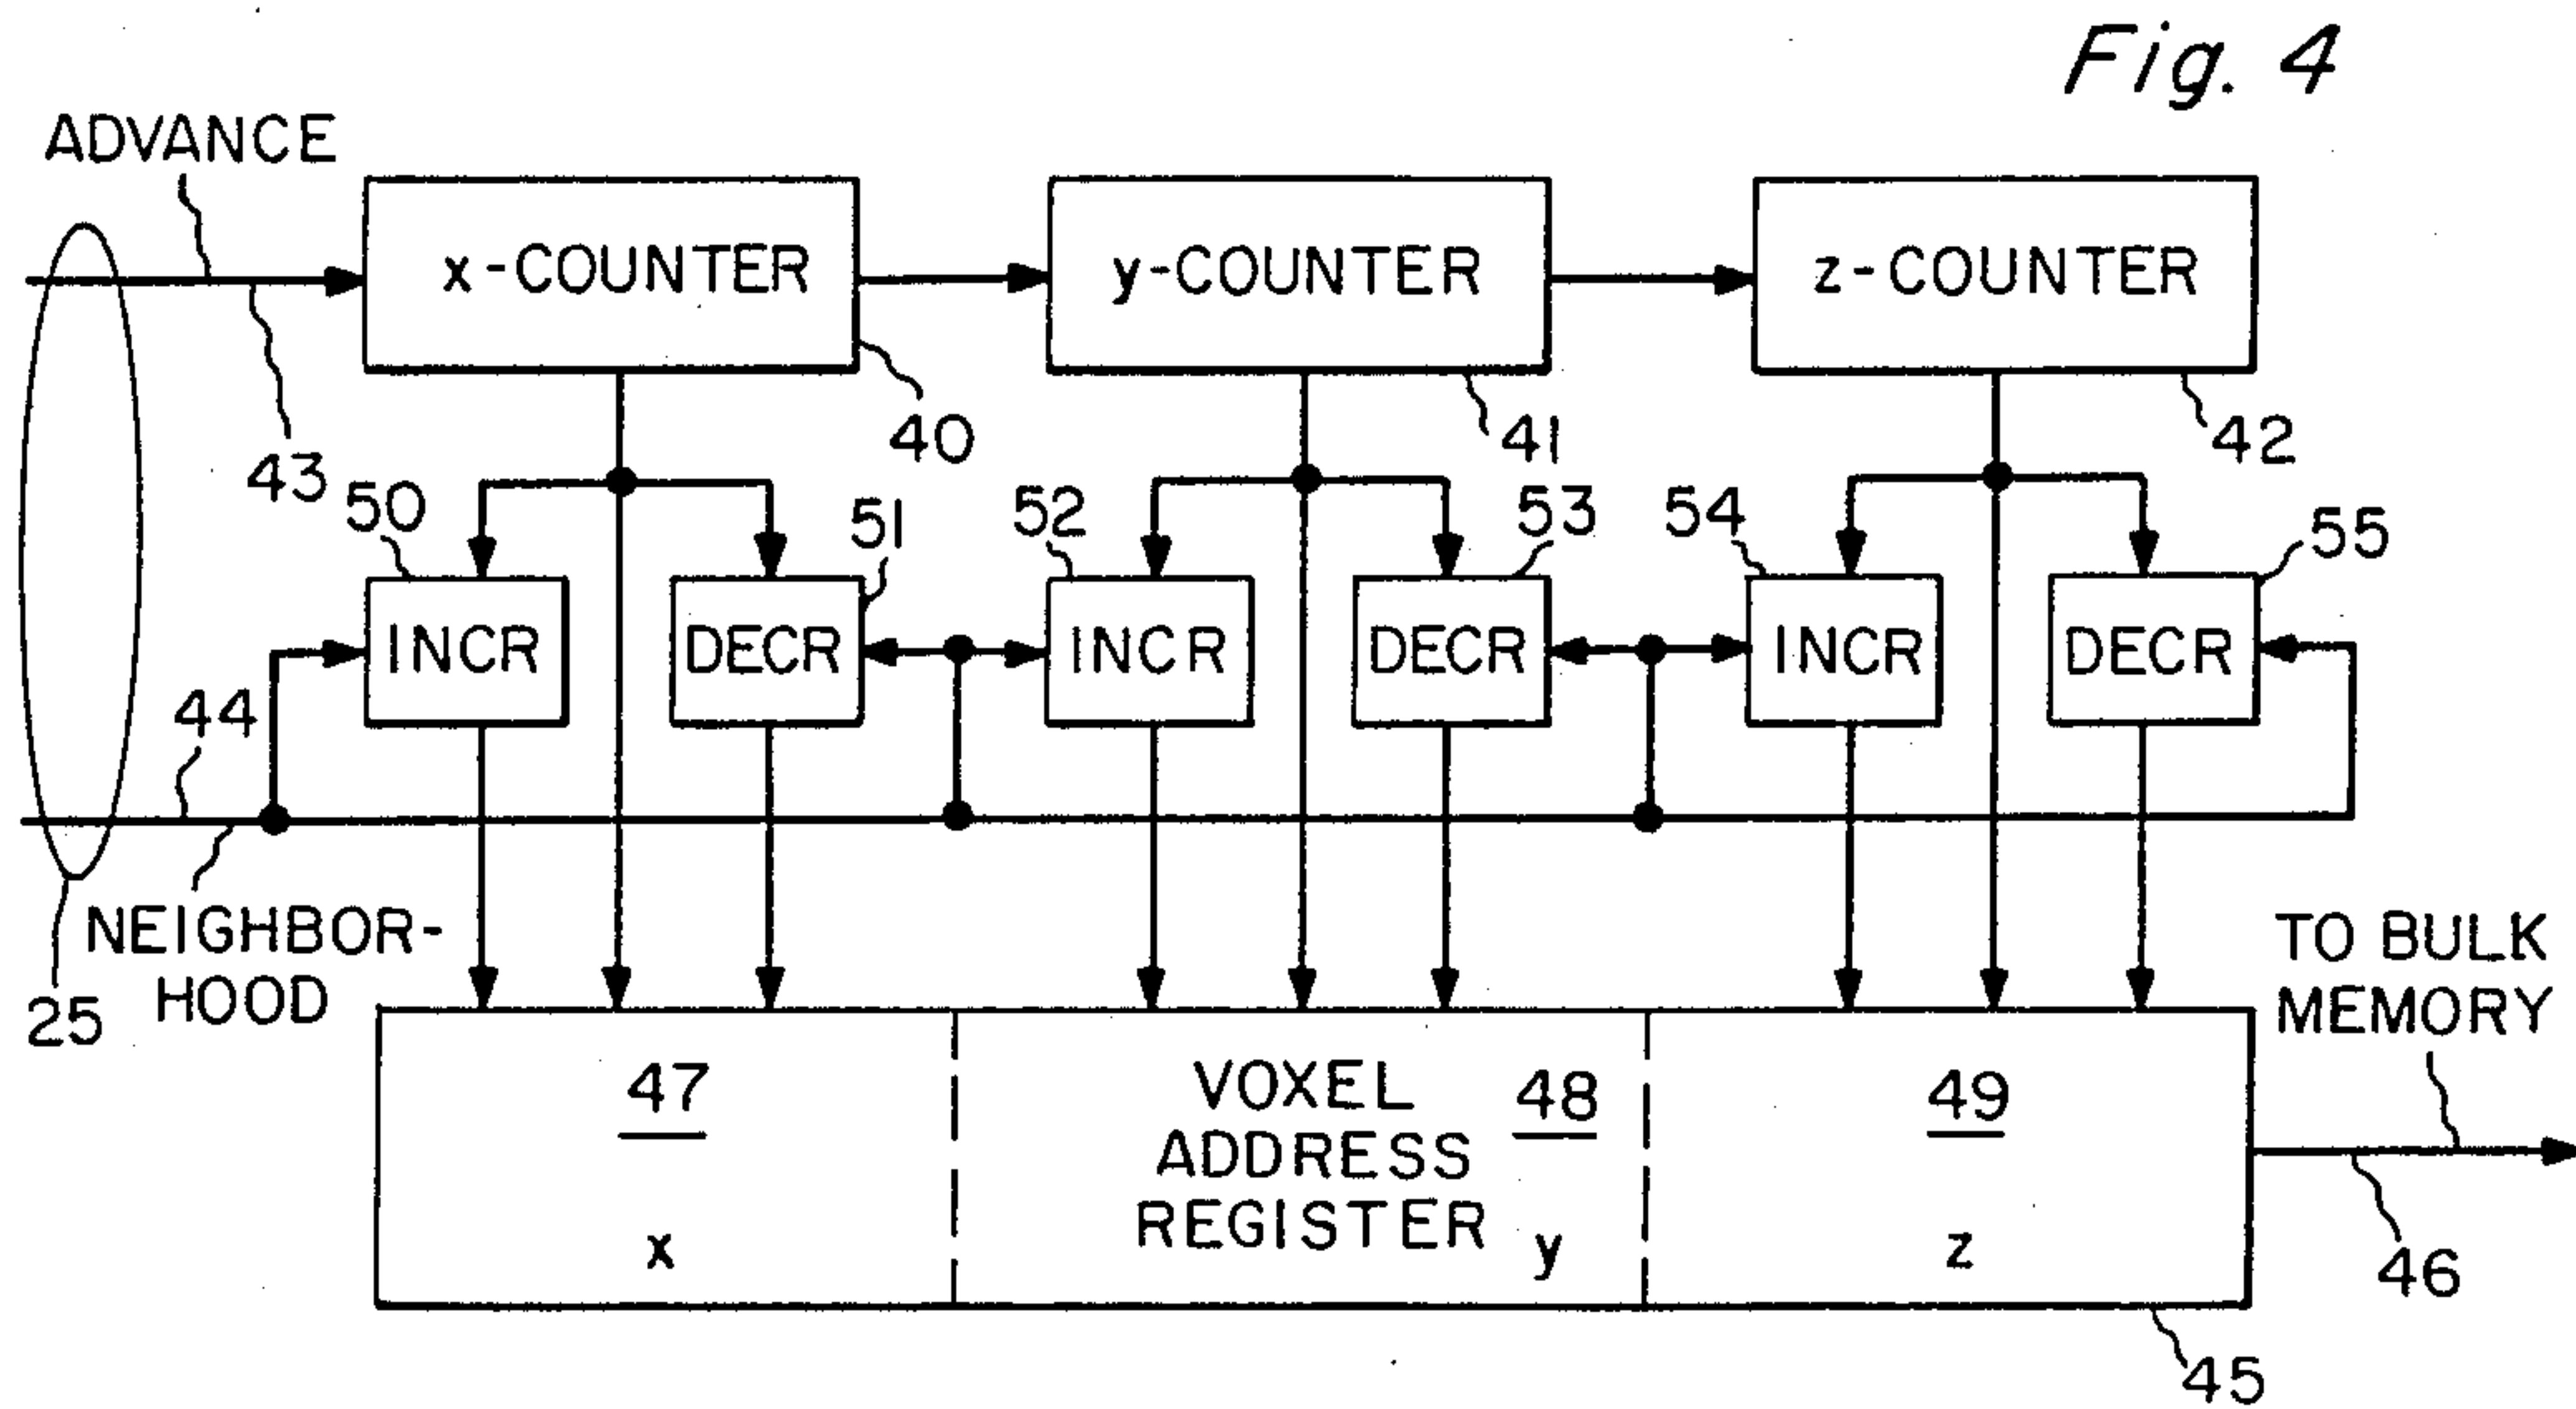 Fig. 4
ADVANCE
x-COUNTER
y-COUNTER
z-COUNTER
40
41
42
43
50
51
52
53
54
55
INCR
DECR
INCR
DECR
INCR
DECR
44
NEIGHBOR-
HOOD
25
TO BULK
MEMORY
47
VOXEL
ADDRESS
REGISTER
48
49
x
y
z
46
45